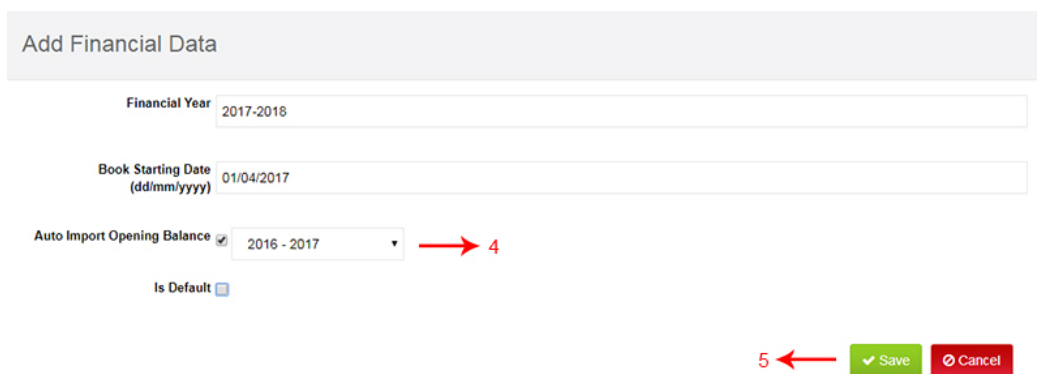 Add Financial Data
Financial Year 2017-2018
Book Starting Date
(dd/mm/yyyy) 01/04/2017
Auto Import Opening Balance 2016 - 2017 4
Is Default
5 Save Cancel